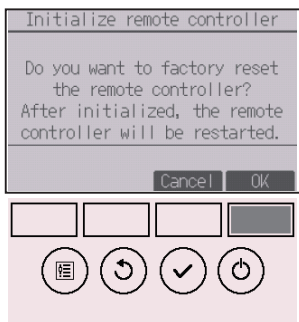 Initialize remote controller
Do you want to factory reset
the remote controller?
After initialized, the remote
controller will be restarted.
Cancel OK